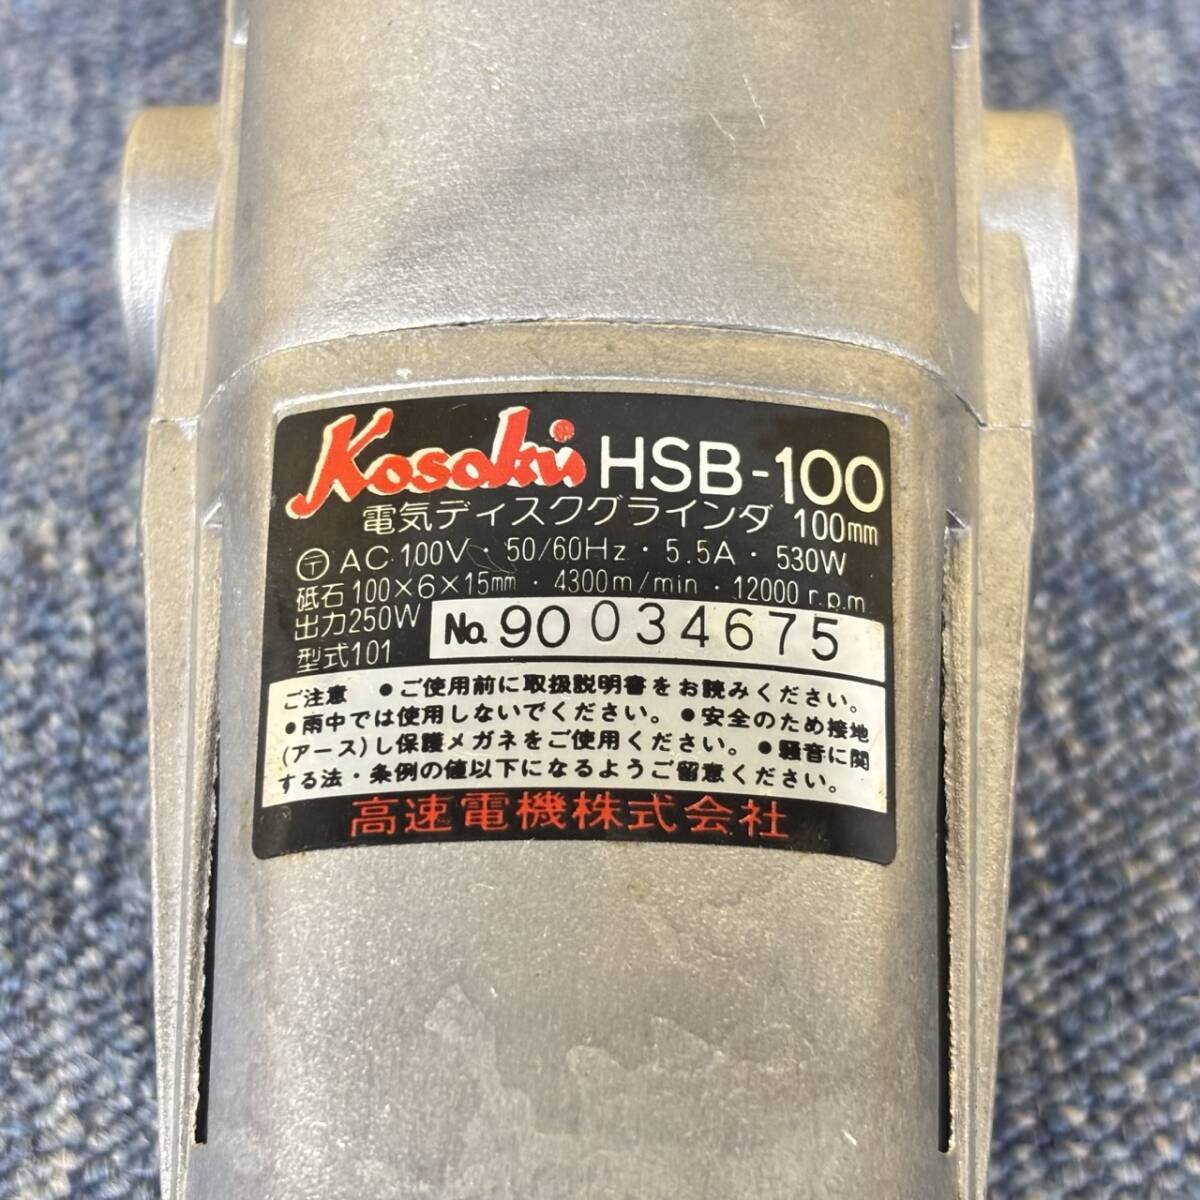 Kosoku HSB-100
電気ディスクグラインダ 100mm
〒 AC 100V・50/60Hz・5.5A・530W
砥石100×6×15mm・4300m/min・12000r.p.m.
出力250W
型式101
No. 90 034675
ご注意 ●ご使用前に取扱説明書をお読みください。
●雨中では使用しないでください。●安全のため接地
(アース)し保護メガネをご使用ください。●騒音に関
する法・条例の値以下になるようご留意ください。
高速電機株式会社